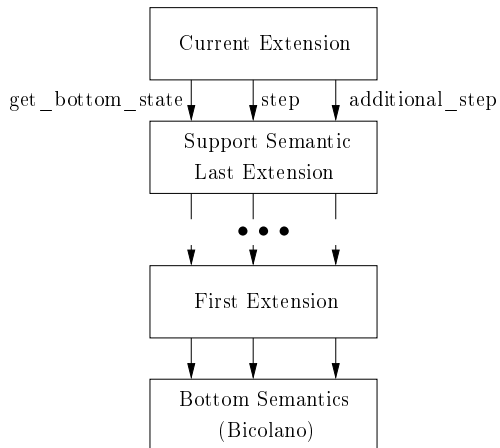 Current Extension
get_bottom_state step additional_step
Support Semantic
Last Extension
First Extension
Bottom Semantics
(Bicolano)